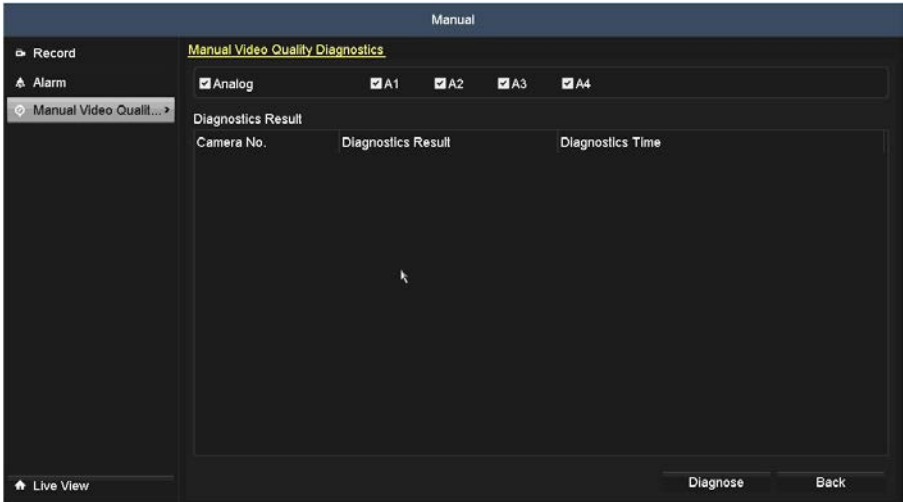 Manual
Record
Alarm
Manual Video Qualit...
Manual Video Quality Diagnostics
Analog A1 A2 A3 A4
Diagnostics Result
Camera No. Diagnostics Result Diagnostics Time
Live View
Diagnose Back